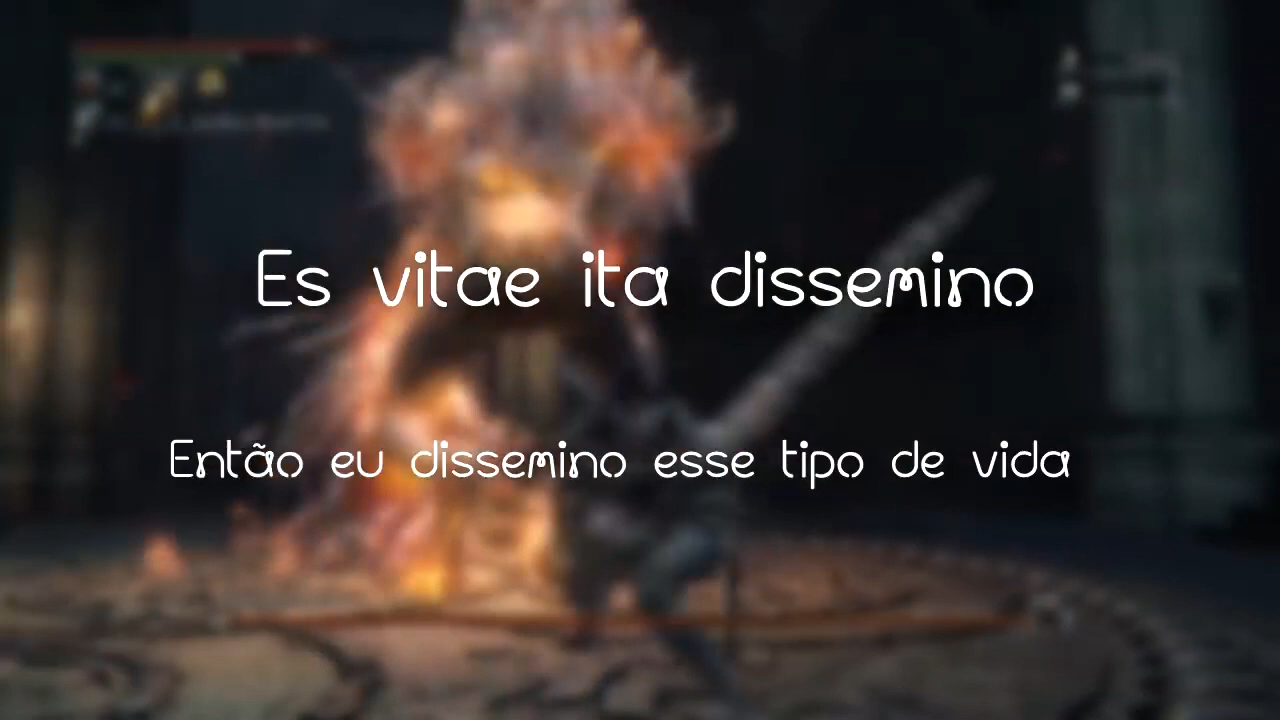 Es vitae ita dissemino
Então eu dissemino esse tipo de vida